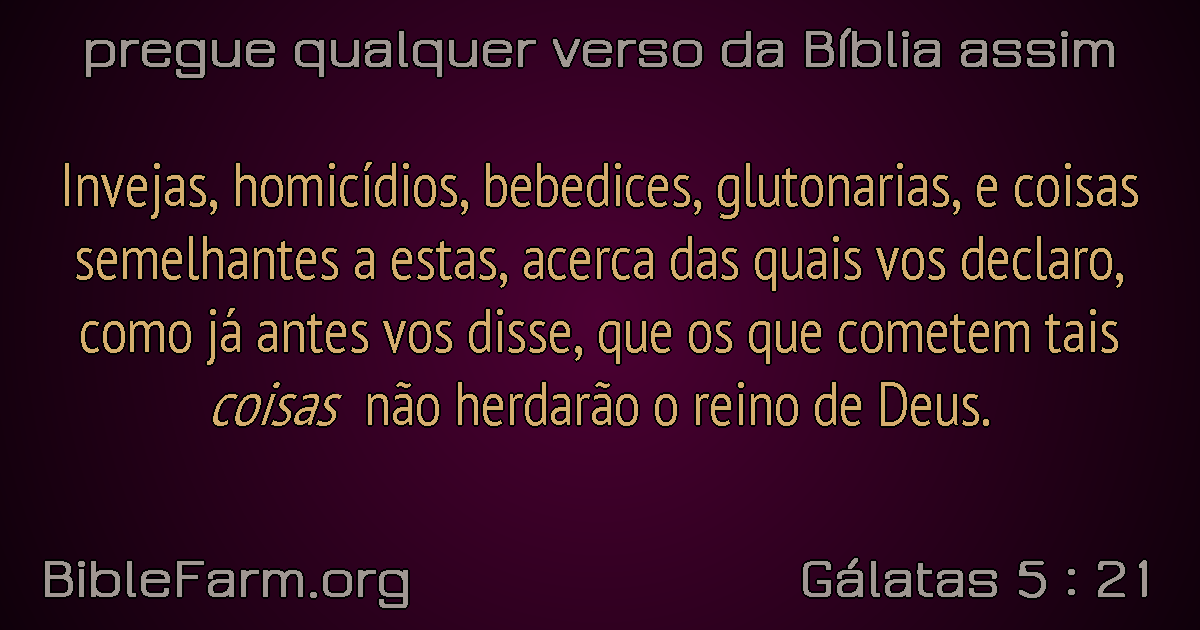 pregue qualquer verso da Bíblia assim
Invejas, homicídios, bebedices, glutonarias, e coisas
semelhantes a estas, acerca das quais vos declaro,
como já antes vos disse, que os que cometem tais
coisas não herdarão o reino de Deus.
BibleFarm.org
Gálatas 5 : 21